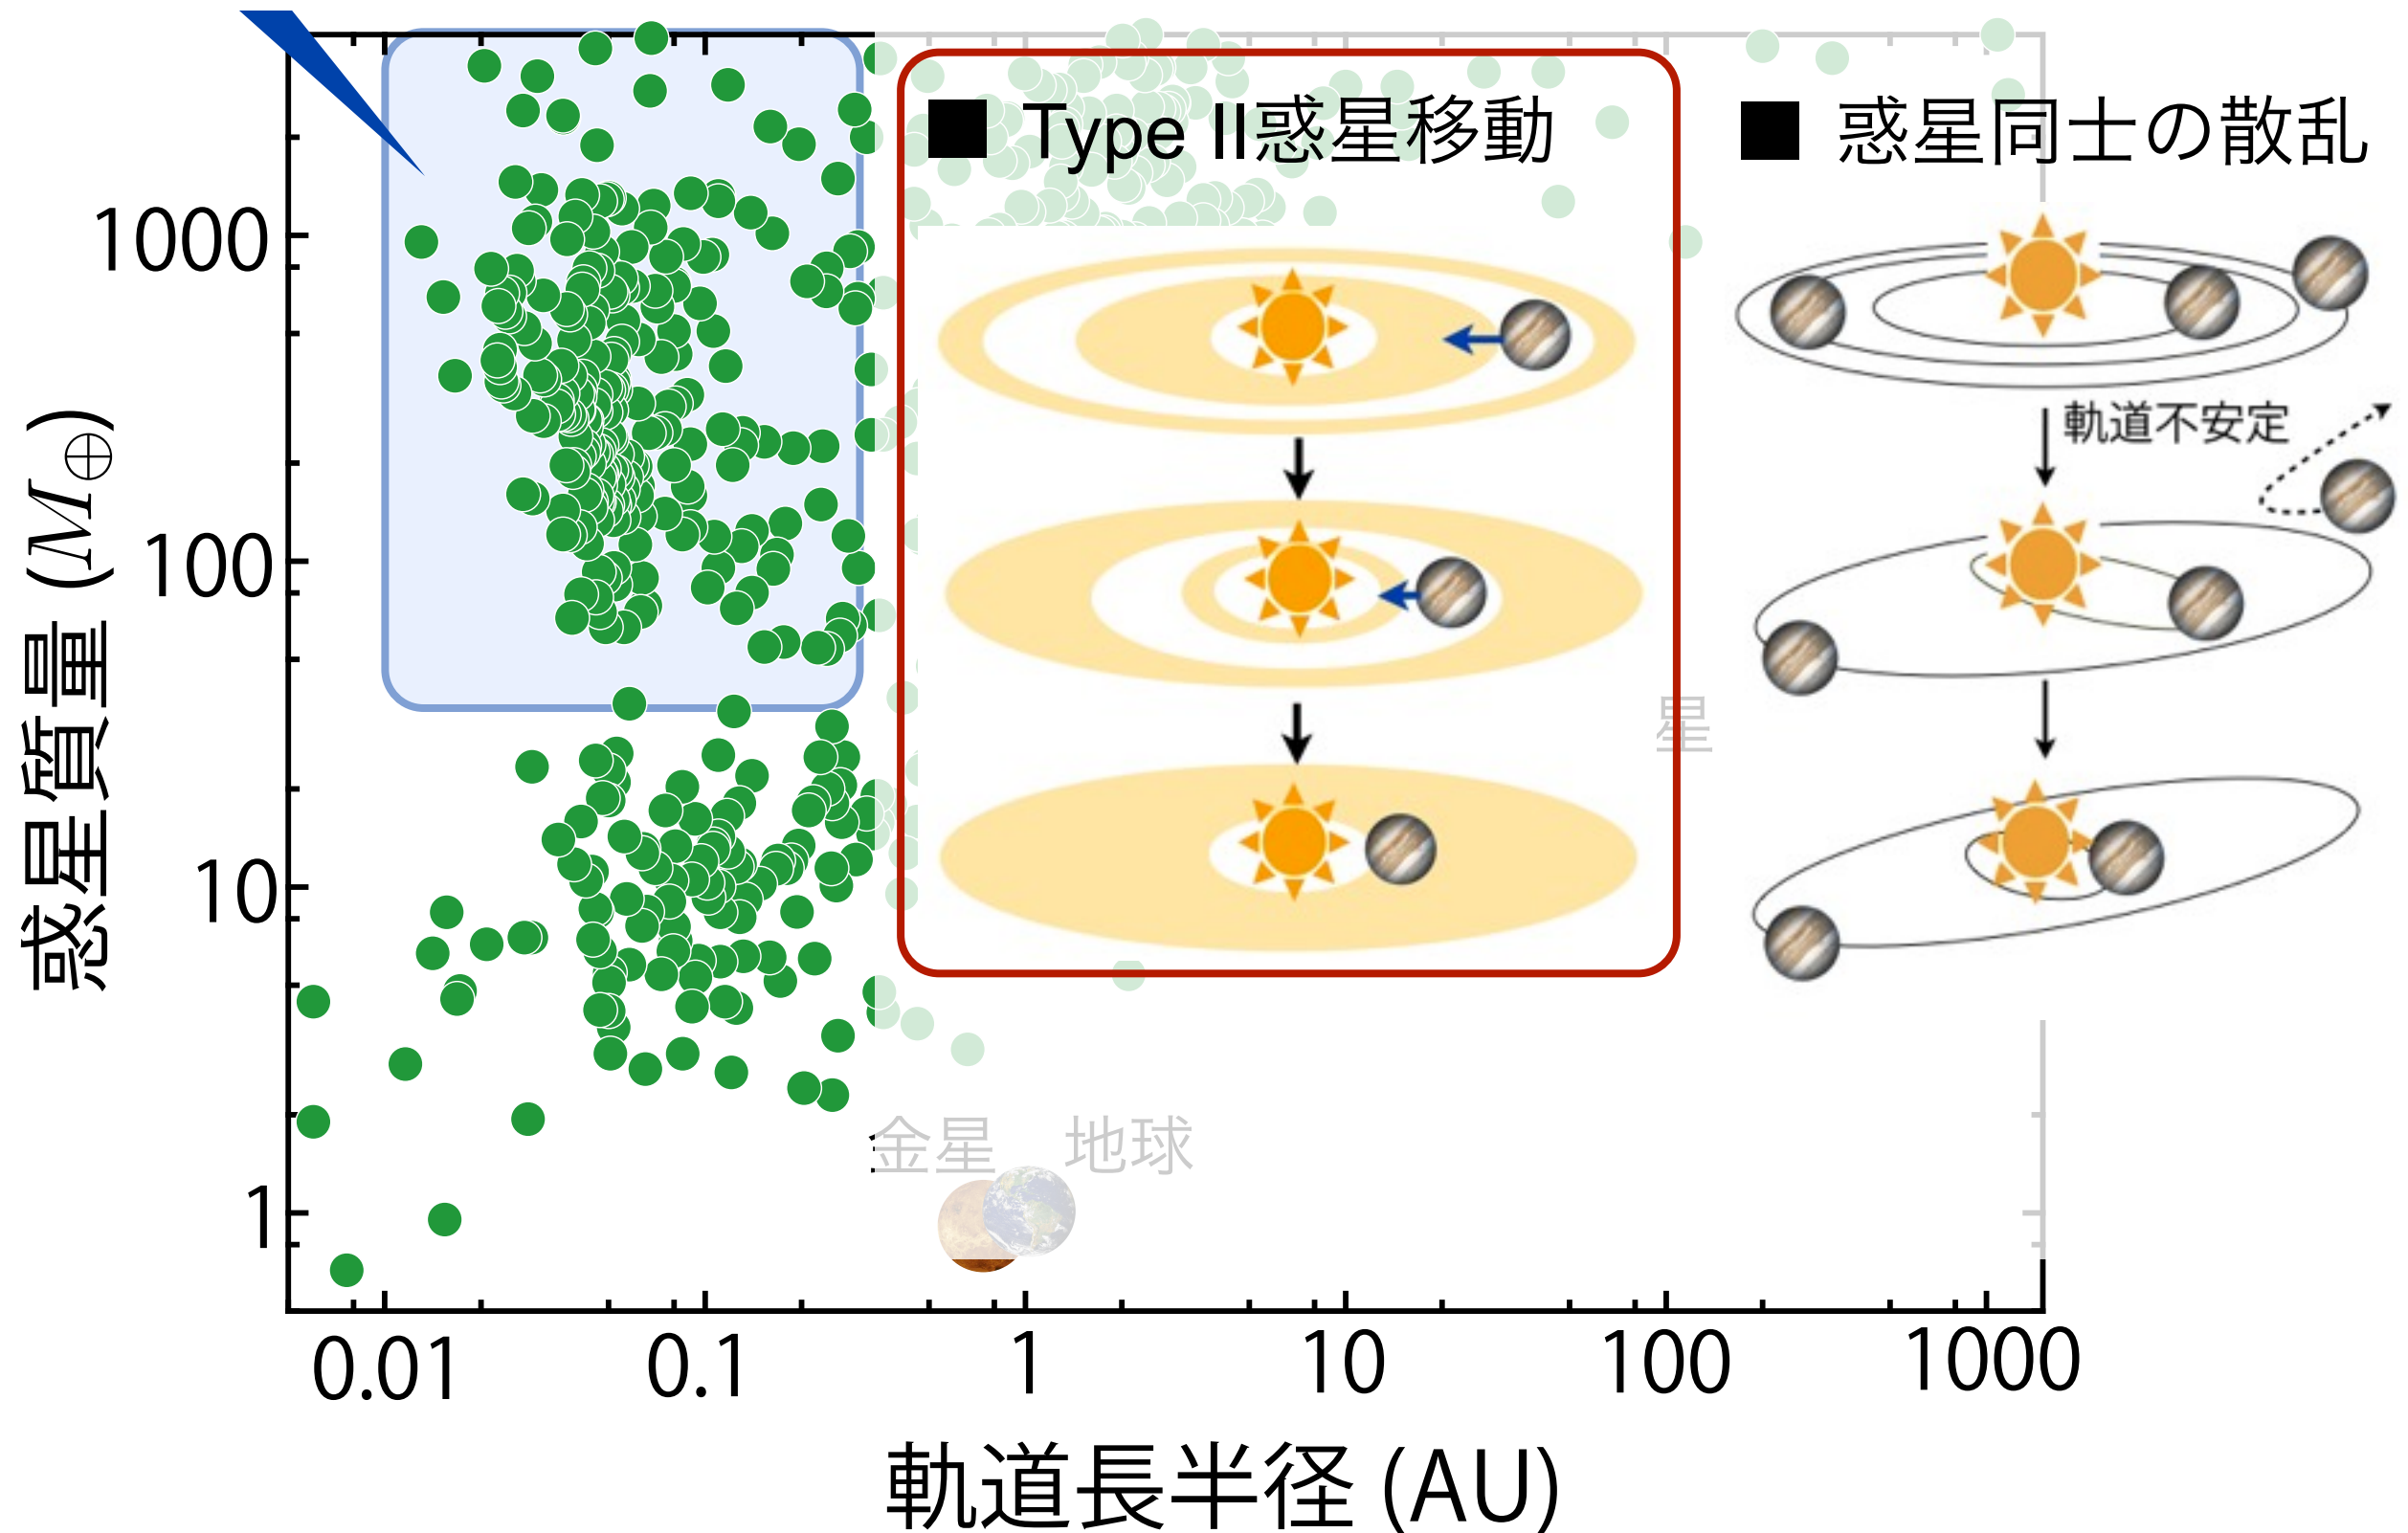 ■ Type II惑星移動
■ 惑星同士の散乱
軌道不安定
星
金星
地球
惑星質量 (M⊕)
1000
100
10
1
0.01
0.1
1
10
100
1000
軌道長半径 (AU)